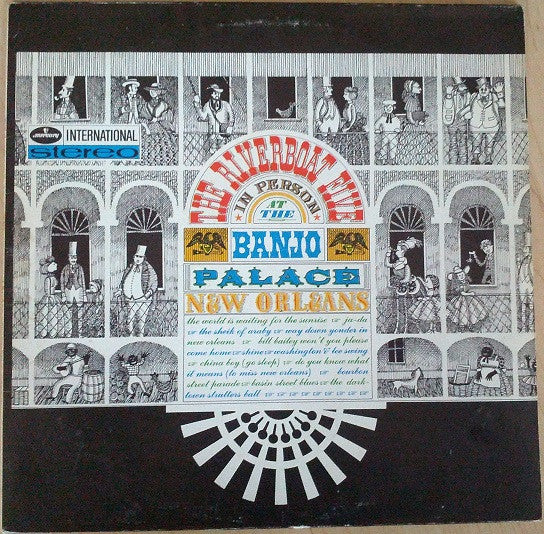 mercury INTERNATIONAL
stereo
THE RIVERBOAT FIVE
IN PERSON
AT
THE
BANJO
PALACE
NEW ORLEANS
the world is waiting for the sunrise ja-da
the sheik of araby way down yonder in
new orleans bill bailey won't you please
come home shine washington & lee swing
china boy (go sleep) do you know what
it means (to miss new orleans) bourbon
street parade basin street blues the dark
town strutters ball